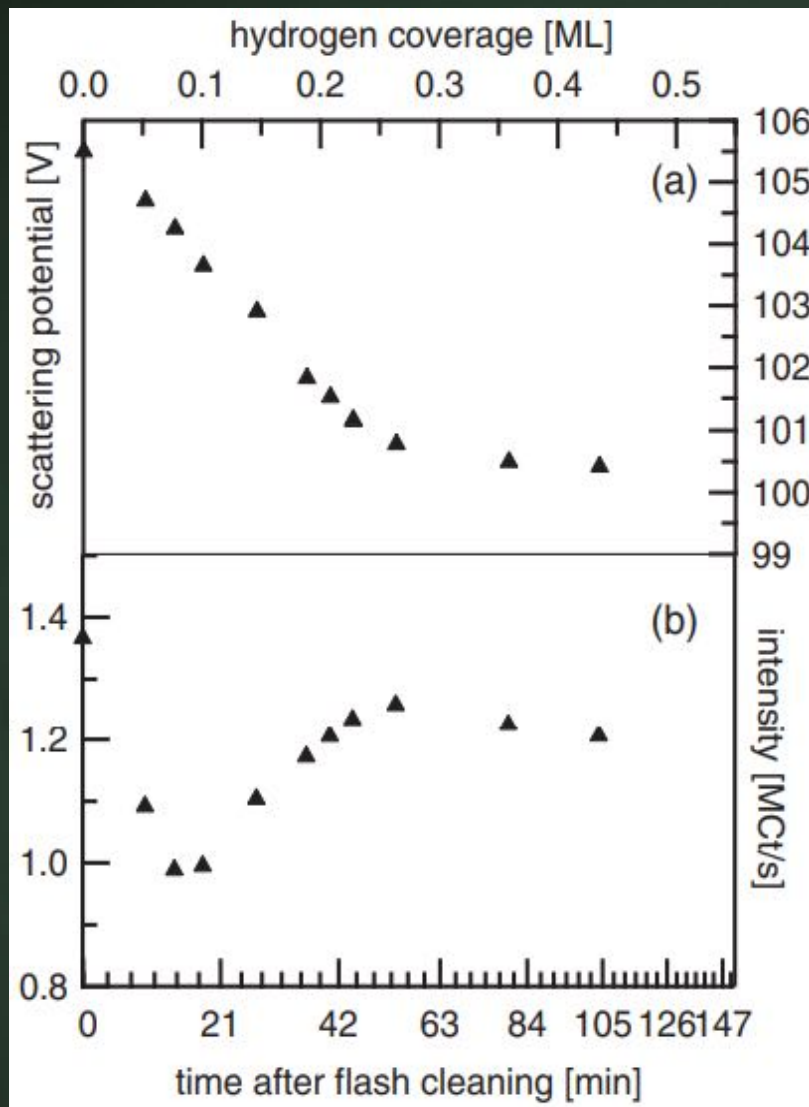 hydrogen coverage [ML]
0.0 0.1 0.2 0.3 0.4 0.5
scattering potential [V]
(a)
106
105
104
103
102
101
100
99
1.4
1.2
1.0
0.8
(b)
intensity [MCt/s]
0 21 42 63 84 105 126 147
time after flash cleaning [min]